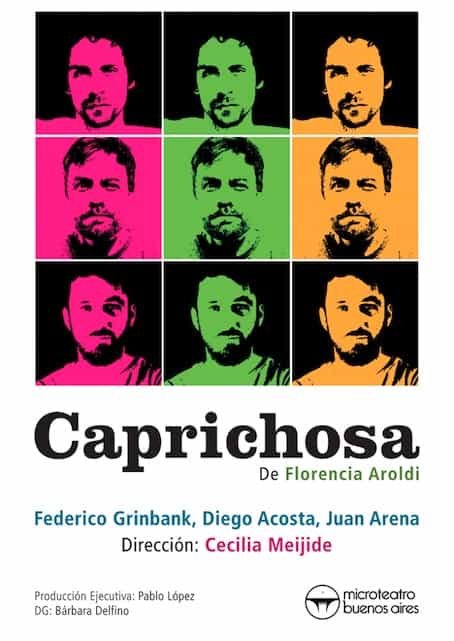 Caprichosa
De Florencia Aroldi
Federico Grinbank, Diego Acosta, Juan Arena
Dirección: Cecilia Meijide
Producción Ejecutiva: Pablo López
DG: Bárbara Delfino
microteatro
buenos aires